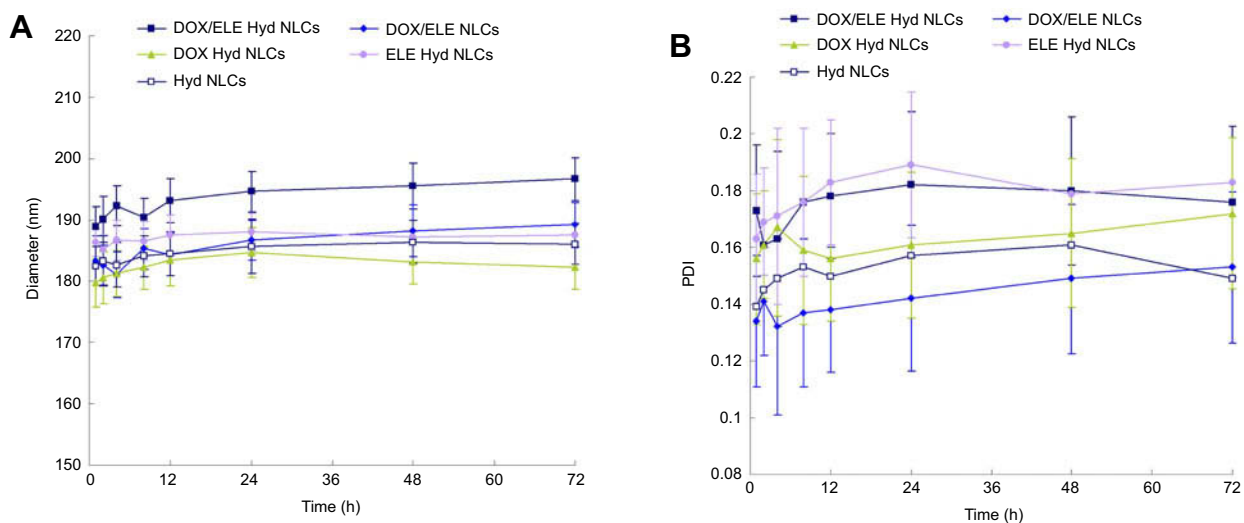 A
DOX/ELE Hyd NLCs
DOX/ELE NLCs
DOX Hyd NLCs
ELE Hyd NLCs
Hyd NLCs
220
210
200
190
180
170
160
150
Diameter (nm)
0 12 24 36 48 60 72
Time (h)
B
DOX/ELE Hyd NLCs
DOX/ELE NLCs
DOX Hyd NLCs
ELE Hyd NLCs
Hyd NLCs
0.22
0.2
0.18
0.16
0.14
0.12
0.1
0.08
PDI
0 12 24 36 48 60 72
Time (h)